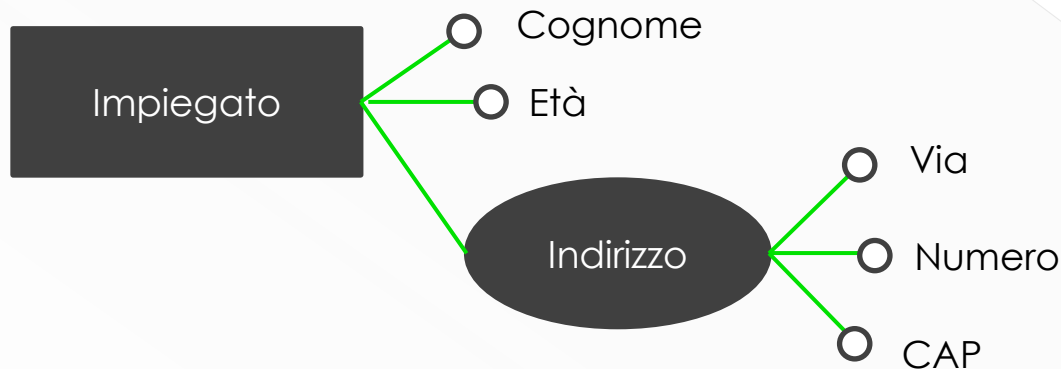 Cognome
Impiegato
Età
Via
Indirizzo
Numero
CAP